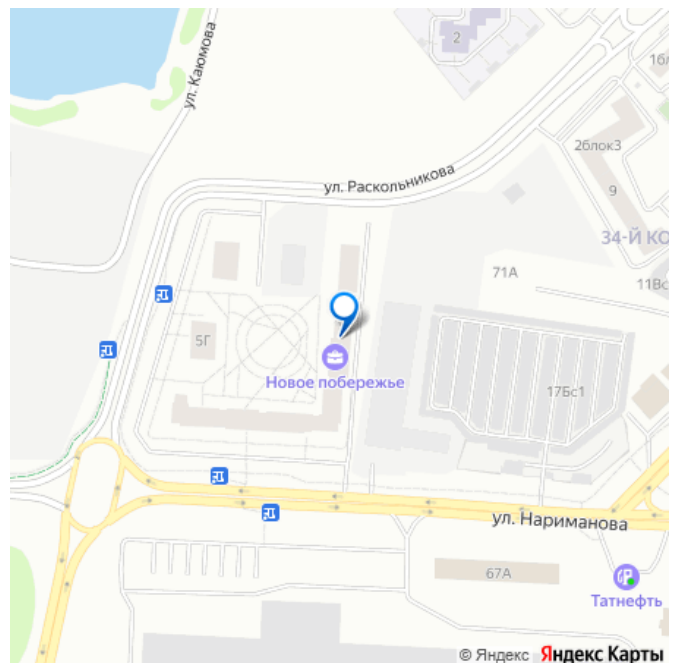 ул. Каюмова
2
1б
2блок3
ул. Раскольникова
9
34-Й КО
71А
11Вс
5Г
Новое побережье
17Бс1
ул. Нариманова
67А
Татнефть
© Яндекс Яндекс Карты